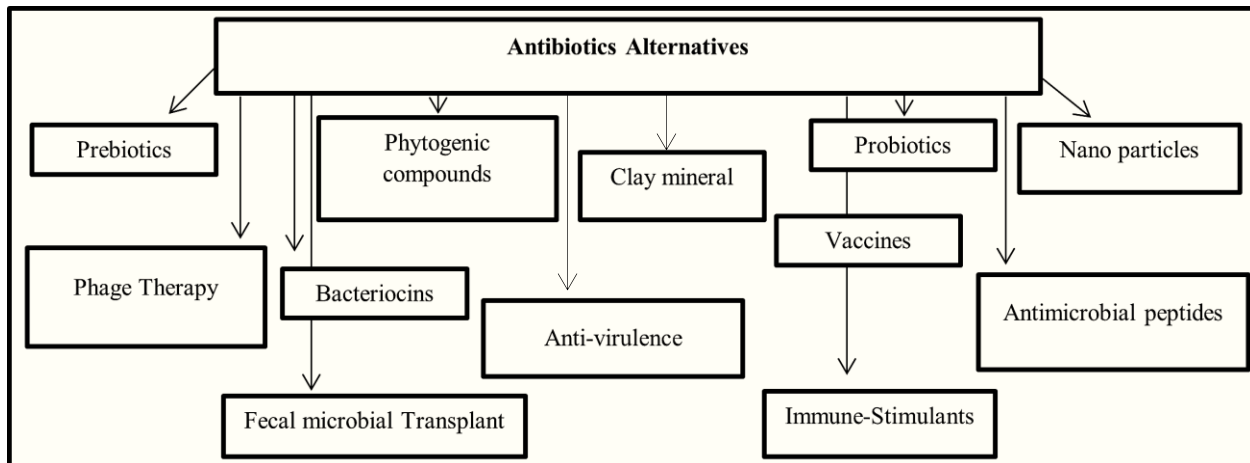 Antibiotics Alternatives
Prebiotics
Phytogenic
compounds
Clay mineral
Probiotics
Nano particles
Phage Therapy
Bacteriocins
Anti-virulence
Vaccines
Antimicrobial peptides
Fecal microbial Transplant
Immune-Stimulants